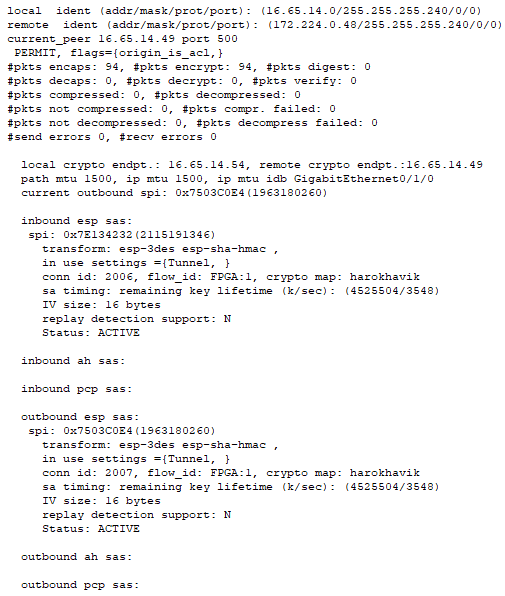 local  ident (addr/mask/prot/port): (16.65.14.0/255.255.255.240/0/0)
remote  ident (addr/mask/prot/port): (172.224.0.48/255.255.255.240/0/0)
current_peer 16.65.14.49 port 500
PERMIT, flags={origin_is_acl,}
#pkts encaps: 94, #pkts encrypt: 94, #pkts digest: 0
#pkts decaps: 0, #pkts decrypt: 0, #pkts verify: 0
#pkts compressed: 0, #pkts decompressed: 0
#pkts not compressed: 0, #pkts compr. failed: 0
#pkts not decompressed: 0, #pkts decompress failed: 0
#send errors 0, #recv errors 0
local crypto endpt.: 16.65.14.54, remote crypto endpt.:16.65.14.49
path mtu 1500, ip mtu 1500, ip mtu idb GigabitEthernet0/1/0
current outbound spi: 0x7503C0E4(1963180260)
inbound esp sas:
spi: 0x7E134232(2115191346)
transform: esp-3des esp-sha-hmac ,
in use settings ={Tunnel, }
conn id: 2006, flow_id: FPGA:1, crypto map: harokhavik
sa timing: remaining key lifetime (k/sec): (4525504/3548)
IV size: 16 bytes
replay detection support: N
Status: ACTIVE
inbound ah sas:
inbound pcp sas:
outbound esp sas:
spi: 0x7503C0E4(1963180260)
transform: esp-3des esp-sha-hmac ,
in use settings ={Tunnel, }
conn id: 2007, flow_id: FPGA:1, crypto map: harokhavik
sa timing: remaining key lifetime (k/sec): (4525504/3548)
IV size: 16 bytes
replay detection support: N
Status: ACTIVE
outbound ah sas:
outbound pcp sas: